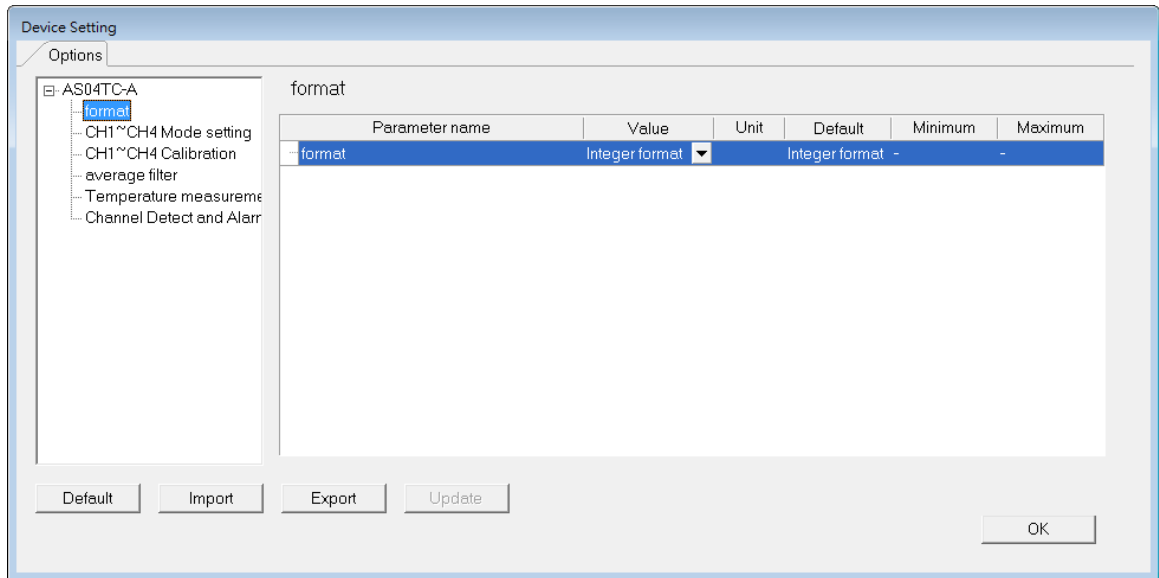 Device Setting
Options
AS04TC-A
format
CH1~CH4 Mode setting
CH1~CH4 Calibration
average filter
Temperature measureme
Channel Detect and Alarr
format
Parameter name Value Unit Default Minimum Maximum
format Integer format Integer format - -
Default Import Export Update
OK